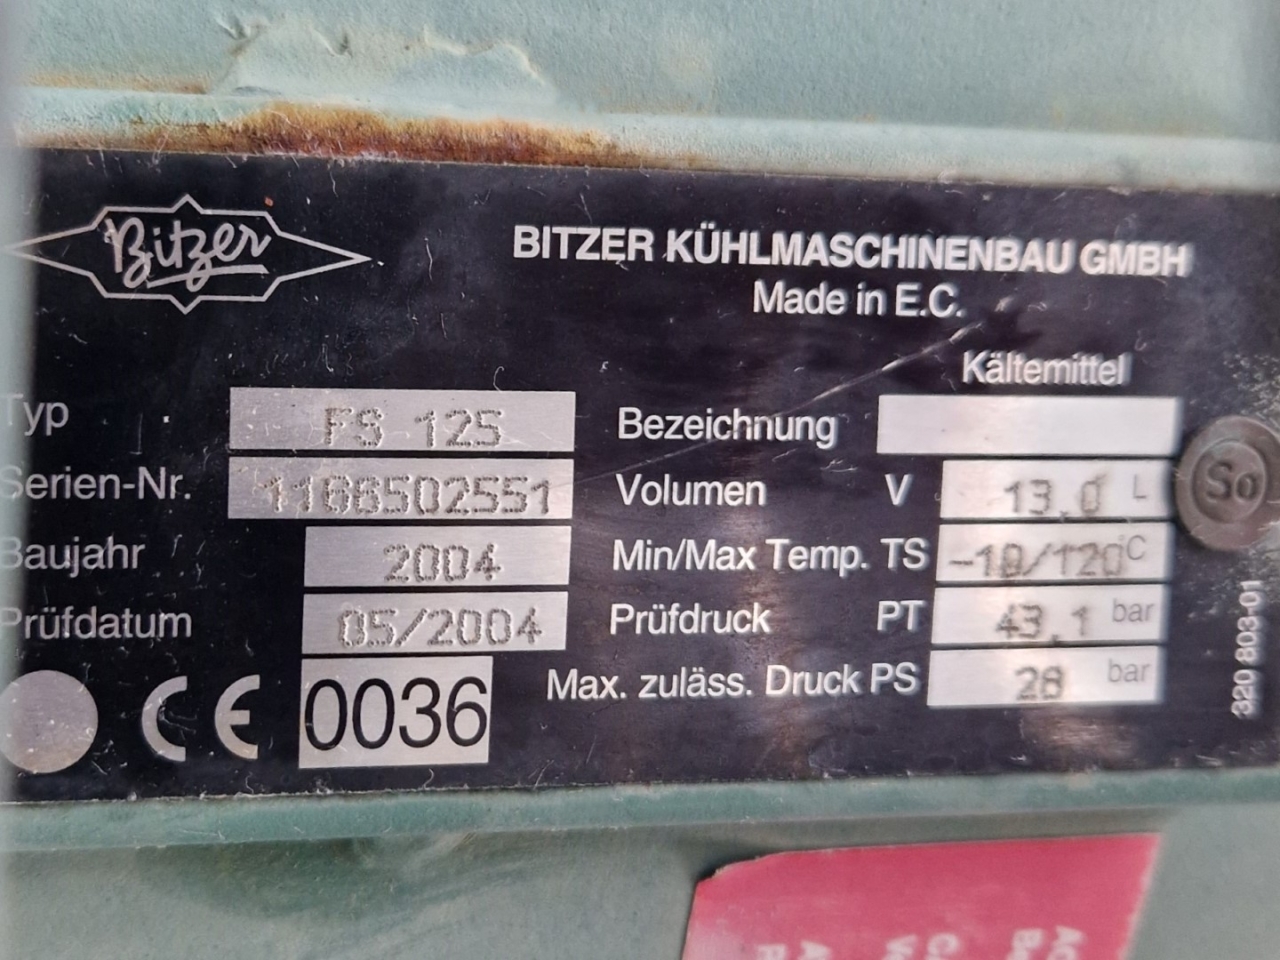 Bitzer
BITZER KÜHLMASCHINENBAU GMBH
Made in E.C.
Kältemittel
Typ FS 125 Bezeichnung
Serien-Nr. 1166502551 Volumen V 13,0 L
Baujahr 2004 Min/Max Temp. TS -10/120 °C
Prüfdatum 05/2004 Prüfdruck PT 43,1 bar
CE 0036 Max. zuläss. Druck PS 28 bar
So
320 803-01